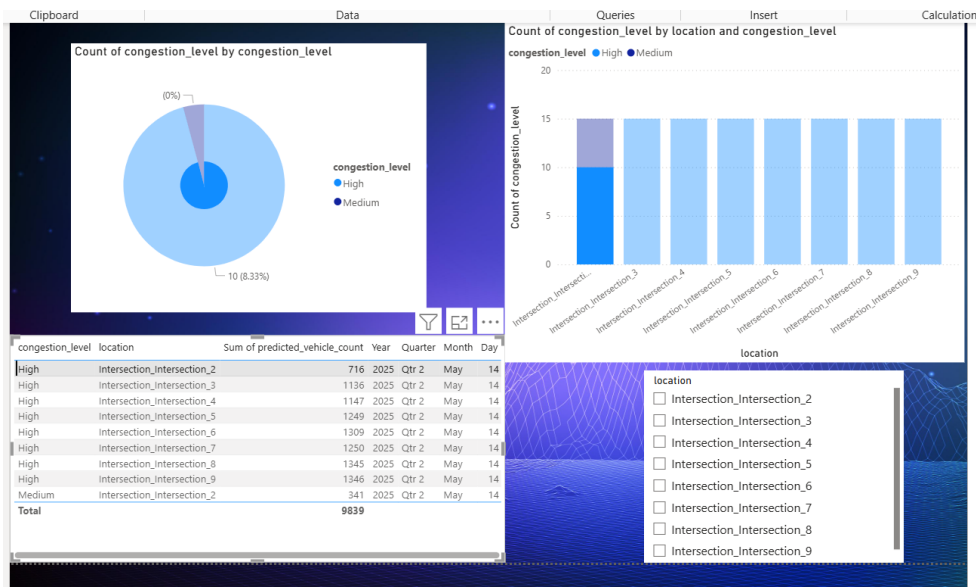 Clipboard Data Queries Insert Calculation
Count of congestion_level by congestion_level
(0%)
10 (8.33%)
congestion_level
High
Medium
Count of congestion_level by location and congestion_level
congestion_level High Medium
Count of congestion_level
20
15
10
5
0
Intersection_Intersecti...
Intersection_Intersection_3
Intersection_Intersection_4
Intersection_Intersection_5
Intersection_Intersection_6
Intersection_Intersection_7
Intersection_Intersection_8
Intersection_Intersection_9
location
congestion_level location Sum of predicted_vehicle_count Year Quarter Month Day
High Intersection_Intersection_2 716 2025 Qtr 2 May 14
High Intersection_Intersection_3 1136 2025 Qtr 2 May 14
High Intersection_Intersection_4 1147 2025 Qtr 2 May 14
High Intersection_Intersection_5 1249 2025 Qtr 2 May 14
High Intersection_Intersection_6 1309 2025 Qtr 2 May 14
High Intersection_Intersection_7 1250 2025 Qtr 2 May 14
High Intersection_Intersection_8 1345 2025 Qtr 2 May 14
High Intersection_Intersection_9 1346 2025 Qtr 2 May 14
Medium Intersection_Intersection_2 341 2025 Qtr 2 May 14
Total 9839
location
Intersection_Intersection_2
Intersection_Intersection_3
Intersection_Intersection_4
Intersection_Intersection_5
Intersection_Intersection_6
Intersection_Intersection_7
Intersection_Intersection_8
Intersection_Intersection_9